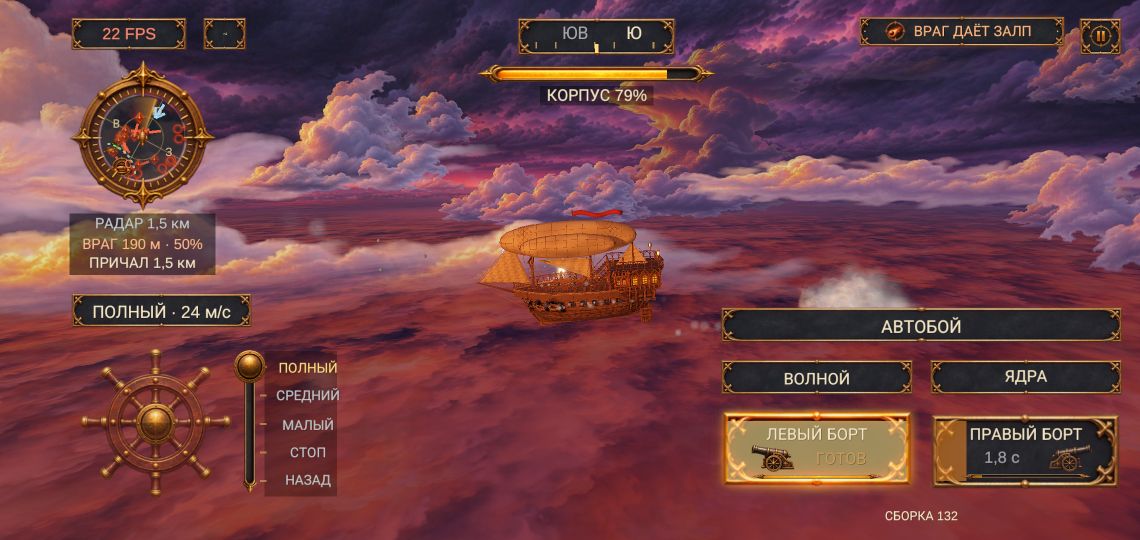 22 FPS
ЮВ Ю
ВРАГ ДАЁТ ЗАЛП
КОРПУС 79%
В
З
РАДАР 1,5 км
ВРАГ 190 м · 50%
ПРИЧАЛ 1,5 км
ПОЛНЫЙ · 24 м/с
ПОЛНЫЙ
СРЕДНИЙ
МАЛЫЙ
СТОП
НАЗАД
АВТОБОЙ
ВОЛНОЙ
ЯДРА
ЛЕВЫЙ БОРТ
ГОТОВ
ПРАВЫЙ БОРТ
1,8 с
СБОРКА 132